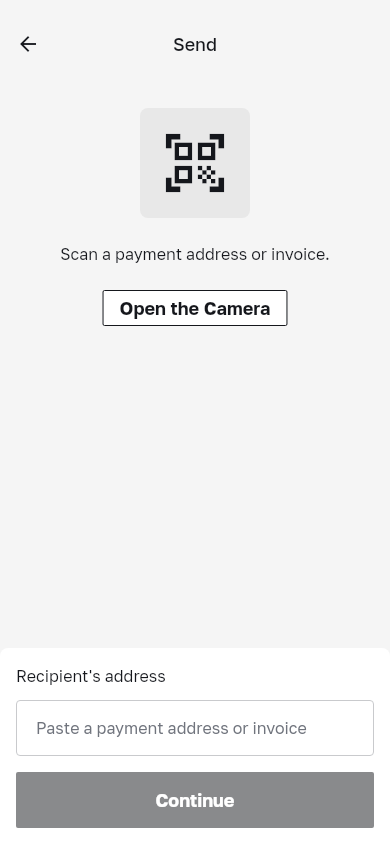 Send
Scan a payment address or invoice.
Open the Camera
Recipient's address
Paste a payment address or invoice
Continue